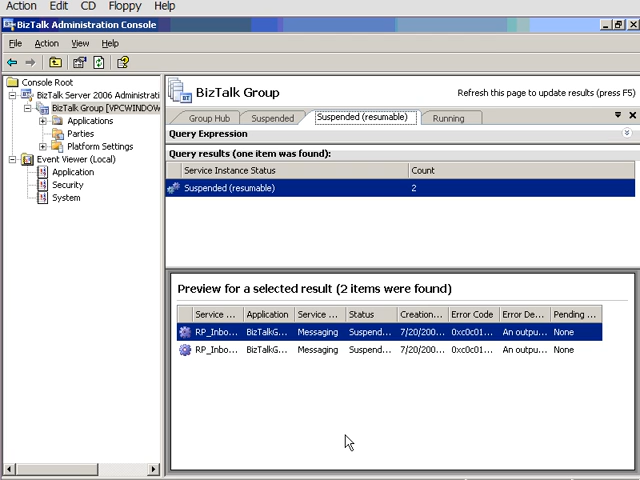 Action Edit CD Floppy Help
BizTalk Administration Console
File Action View Help
Console Root
BizTalk Server 2006 Administrati
BizTalk Group [VPCWINDOW
Applications
Parties
Platform Settings
Event Viewer (Local)
Application
Security
System
BizTalk Group
Refresh this page to update results (press F5)
Group Hub Suspended Suspended (resumable) Running
Query Expression
Query results (one item was found):
Service Instance Status Count
Suspended (resumable) 2
Preview for a selected result (2 items were found)
Service ... Application Service ... Status Creation... Error Code Error De... Pending ...
RP_Inbo... BizTalkG... Messaging Suspend... 7/20/200... 0xc0c01... An outpu... None
RP_Inbo... BizTalkG... Messaging Suspend... 7/20/200... 0xc0c01... An outpu... None